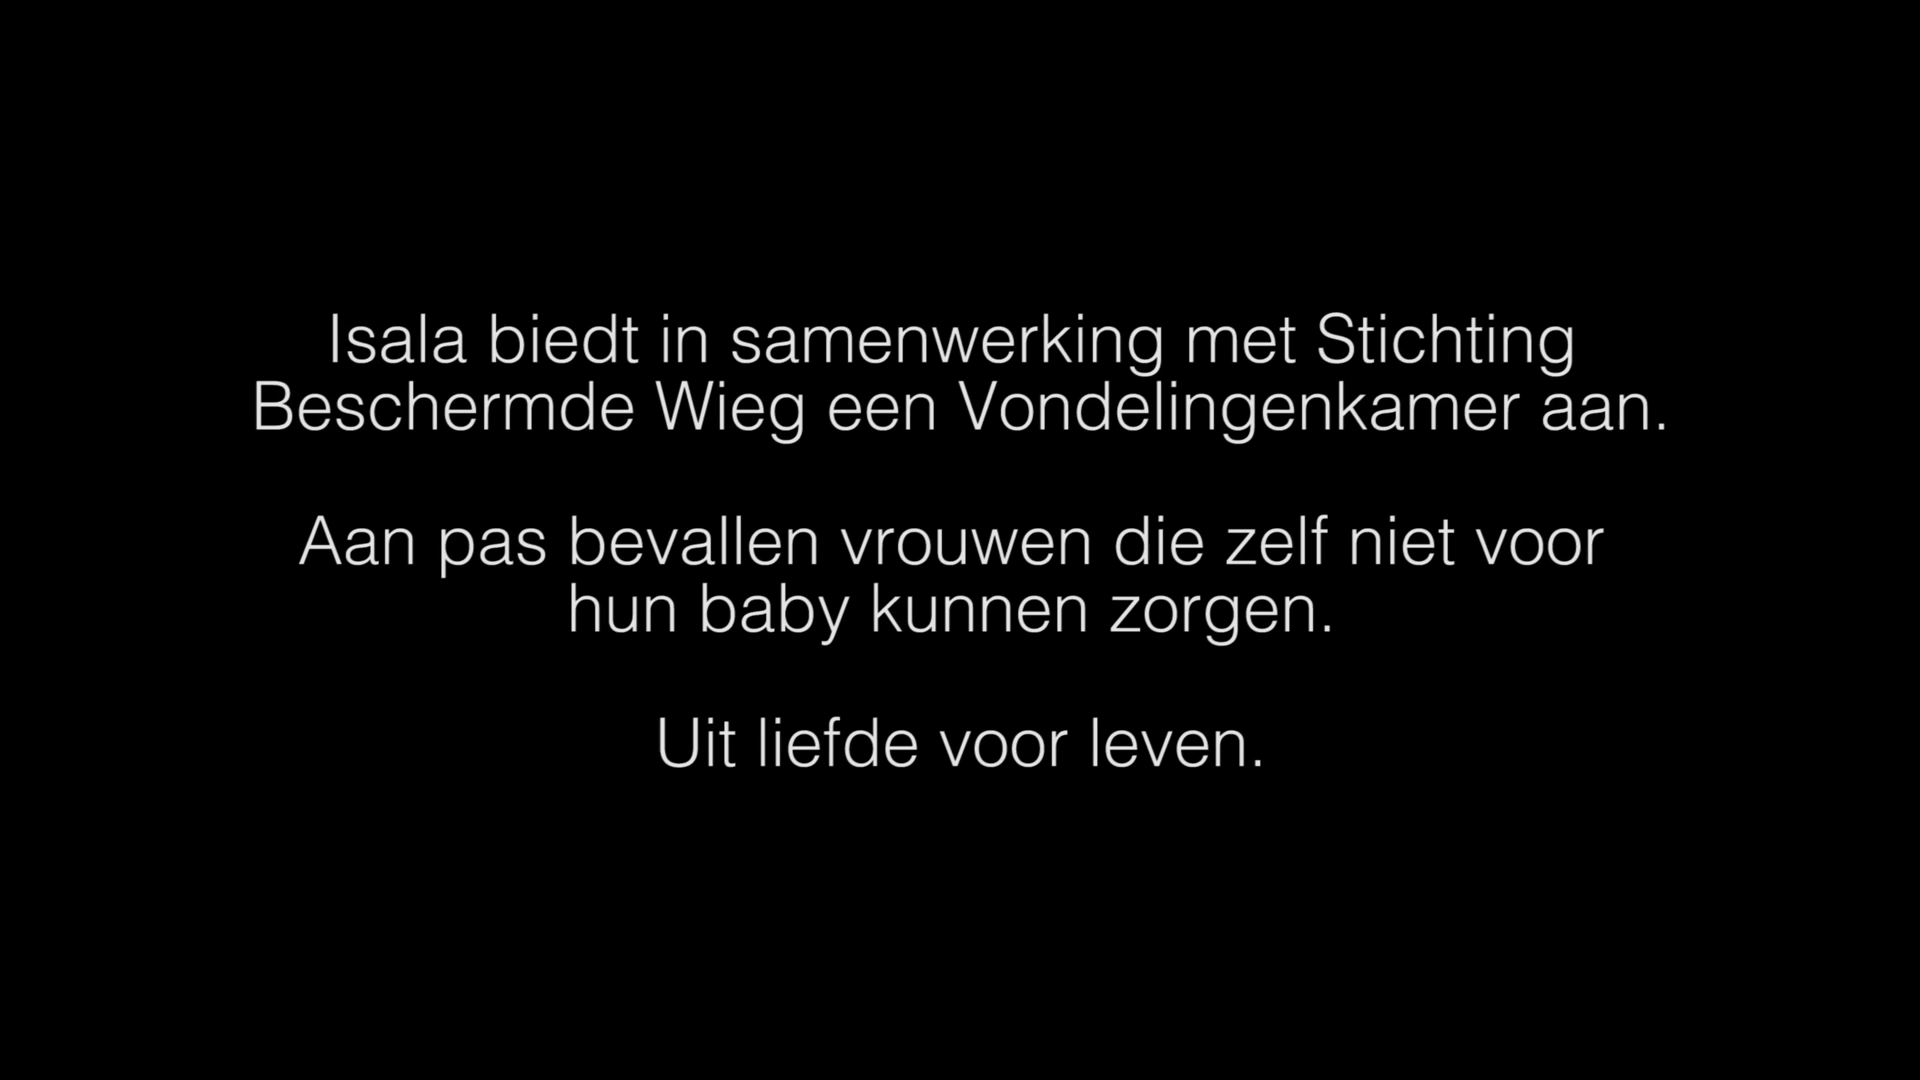 Isala biedt in samenwerking met Stichting
Beschermde Wieg een Vondelingenkamer aan.
Aan pas bevallen vrouwen die zelf niet voor
hun baby kunnen zorgen.
Uit liefde voor leven.